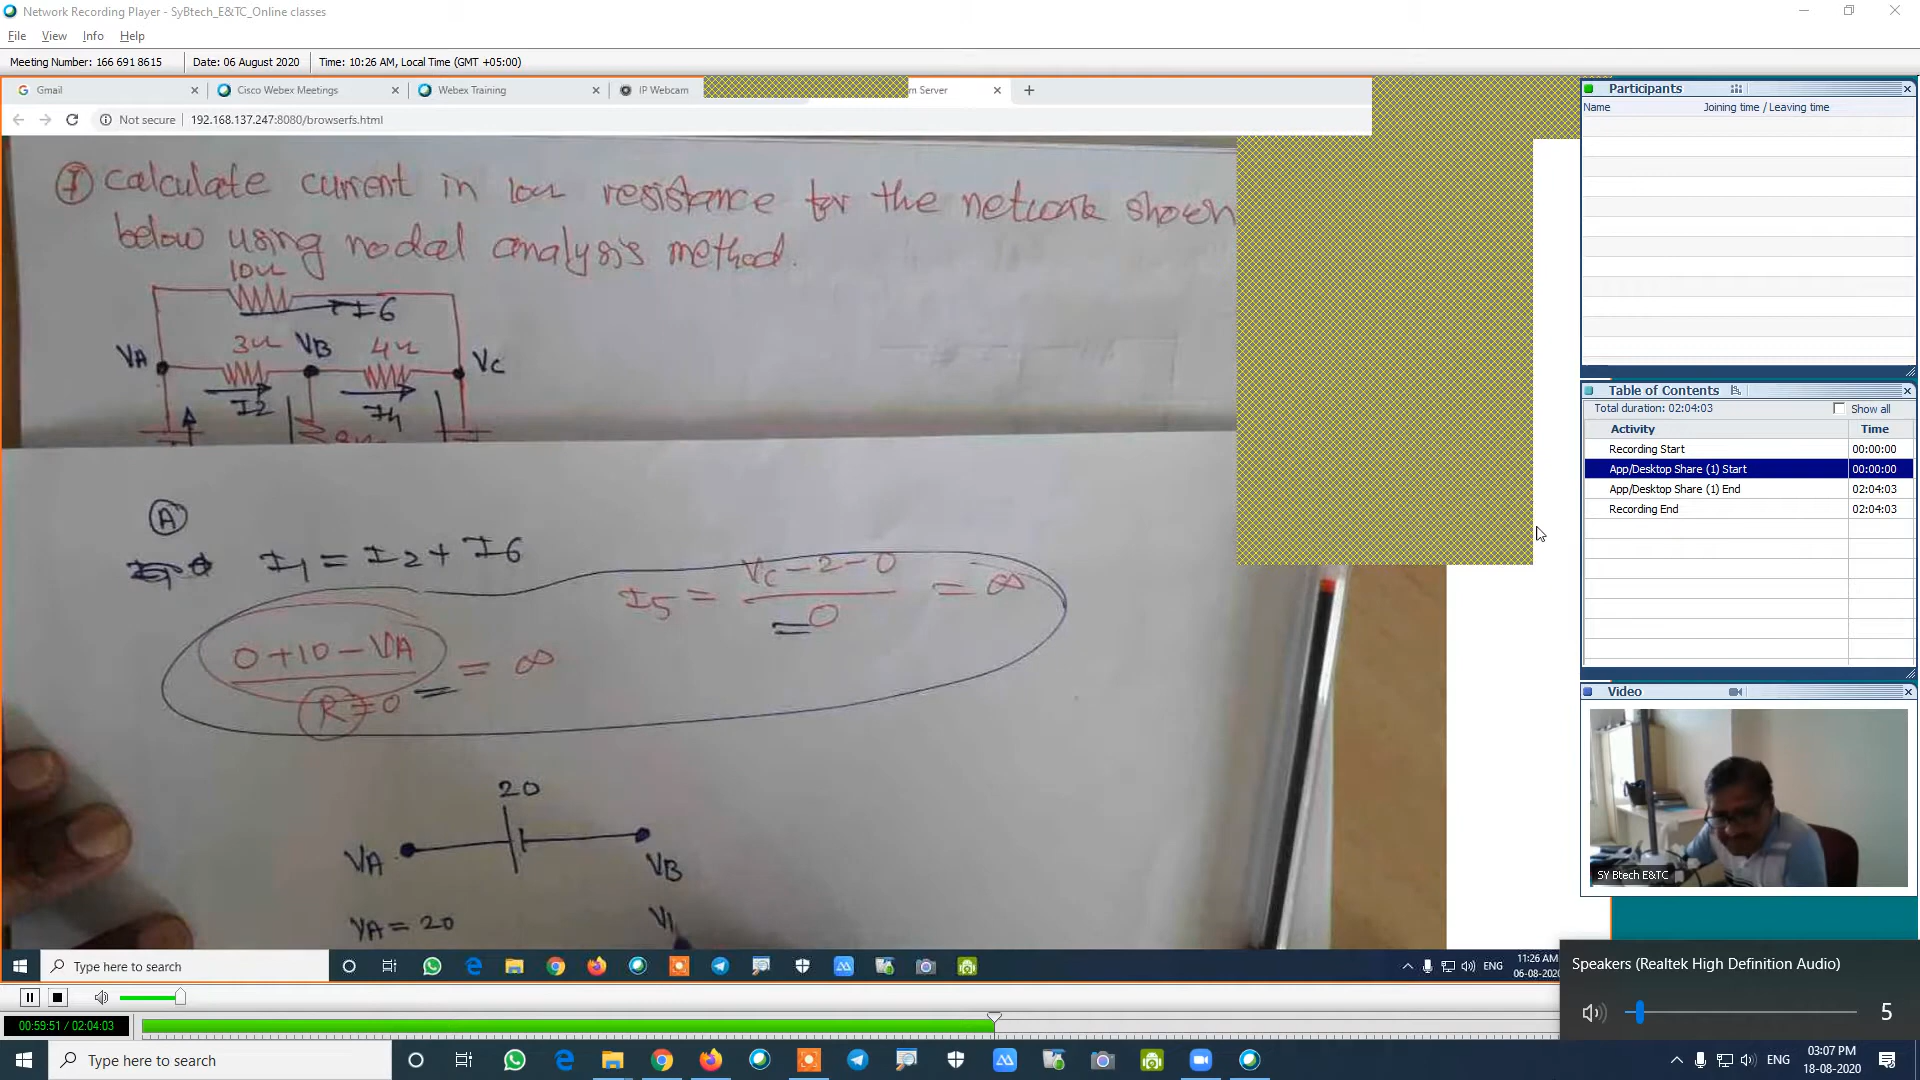 Network Recording Player - SyBtech_E&TC_Online classes
File View Info Help
Meeting Number: 166 691 8615 Date: 06 August 2020 Time: 10:26 AM, Local Time (GMT +05:00)
Gmail Cisco Webex Meetings Webex Training IP Webcam m Server
Not secure 192.168.137.247:8080/browserfs.html
① calculate current in 10Ω resistance for the network shown
below using nodal analysis method.
10Ω
I6
VA 3Ω VB 4Ω VC
I2 I4
A
I1 = I2 + I6
I5 = VC - 2 - 0 / 0 = ∞
0 + 10 - VA / R = 0 = ∞
20
VA VB
VA = 20 V
Type here to search
ENG 11:26 AM
06-08-2020
Participants
Name Joining time / Leaving time
Table of Contents
Total duration: 02:04:03 Show all
Activity Time
Recording Start 00:00:00
App/Desktop Share (1) Start 00:00:00
App/Desktop Share (1) End 02:04:03
Recording End 02:04:03
Video
SY Btech E&TC
Speakers (Realtek High Definition Audio)
5
00:59:51 / 02:04:03
Type here to search
ENG 03:07 PM
18-08-2020